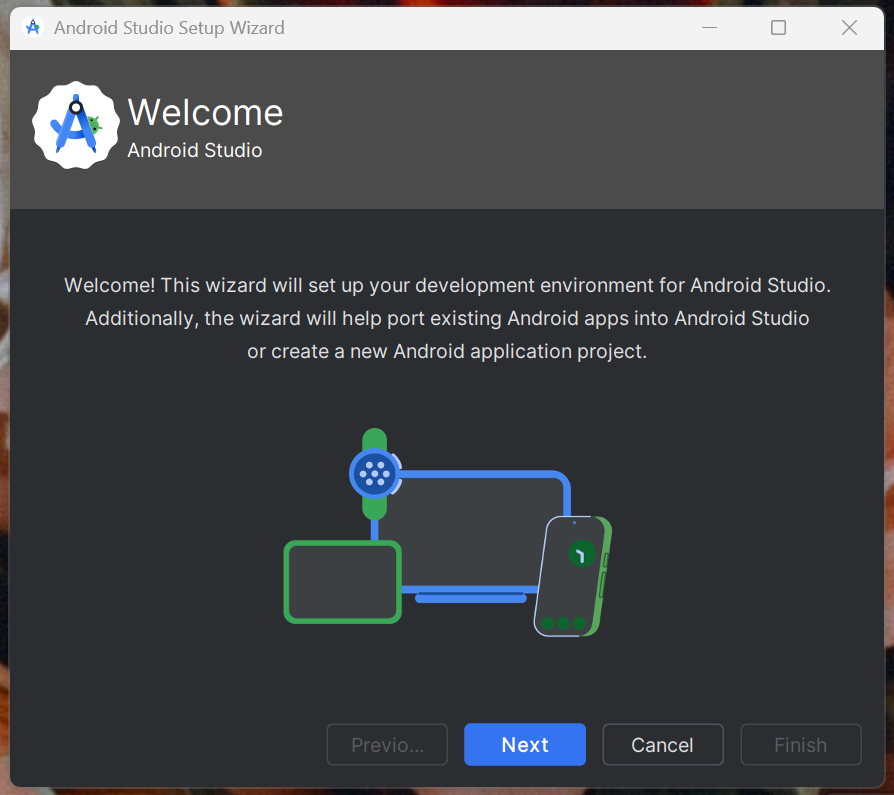 Android Studio Setup Wizard
Welcome
Android Studio
Welcome! This wizard will set up your development environment for Android Studio.
Additionally, the wizard will help port existing Android apps into Android Studio
or create a new Android application project.
Previo...
Next
Cancel
Finish